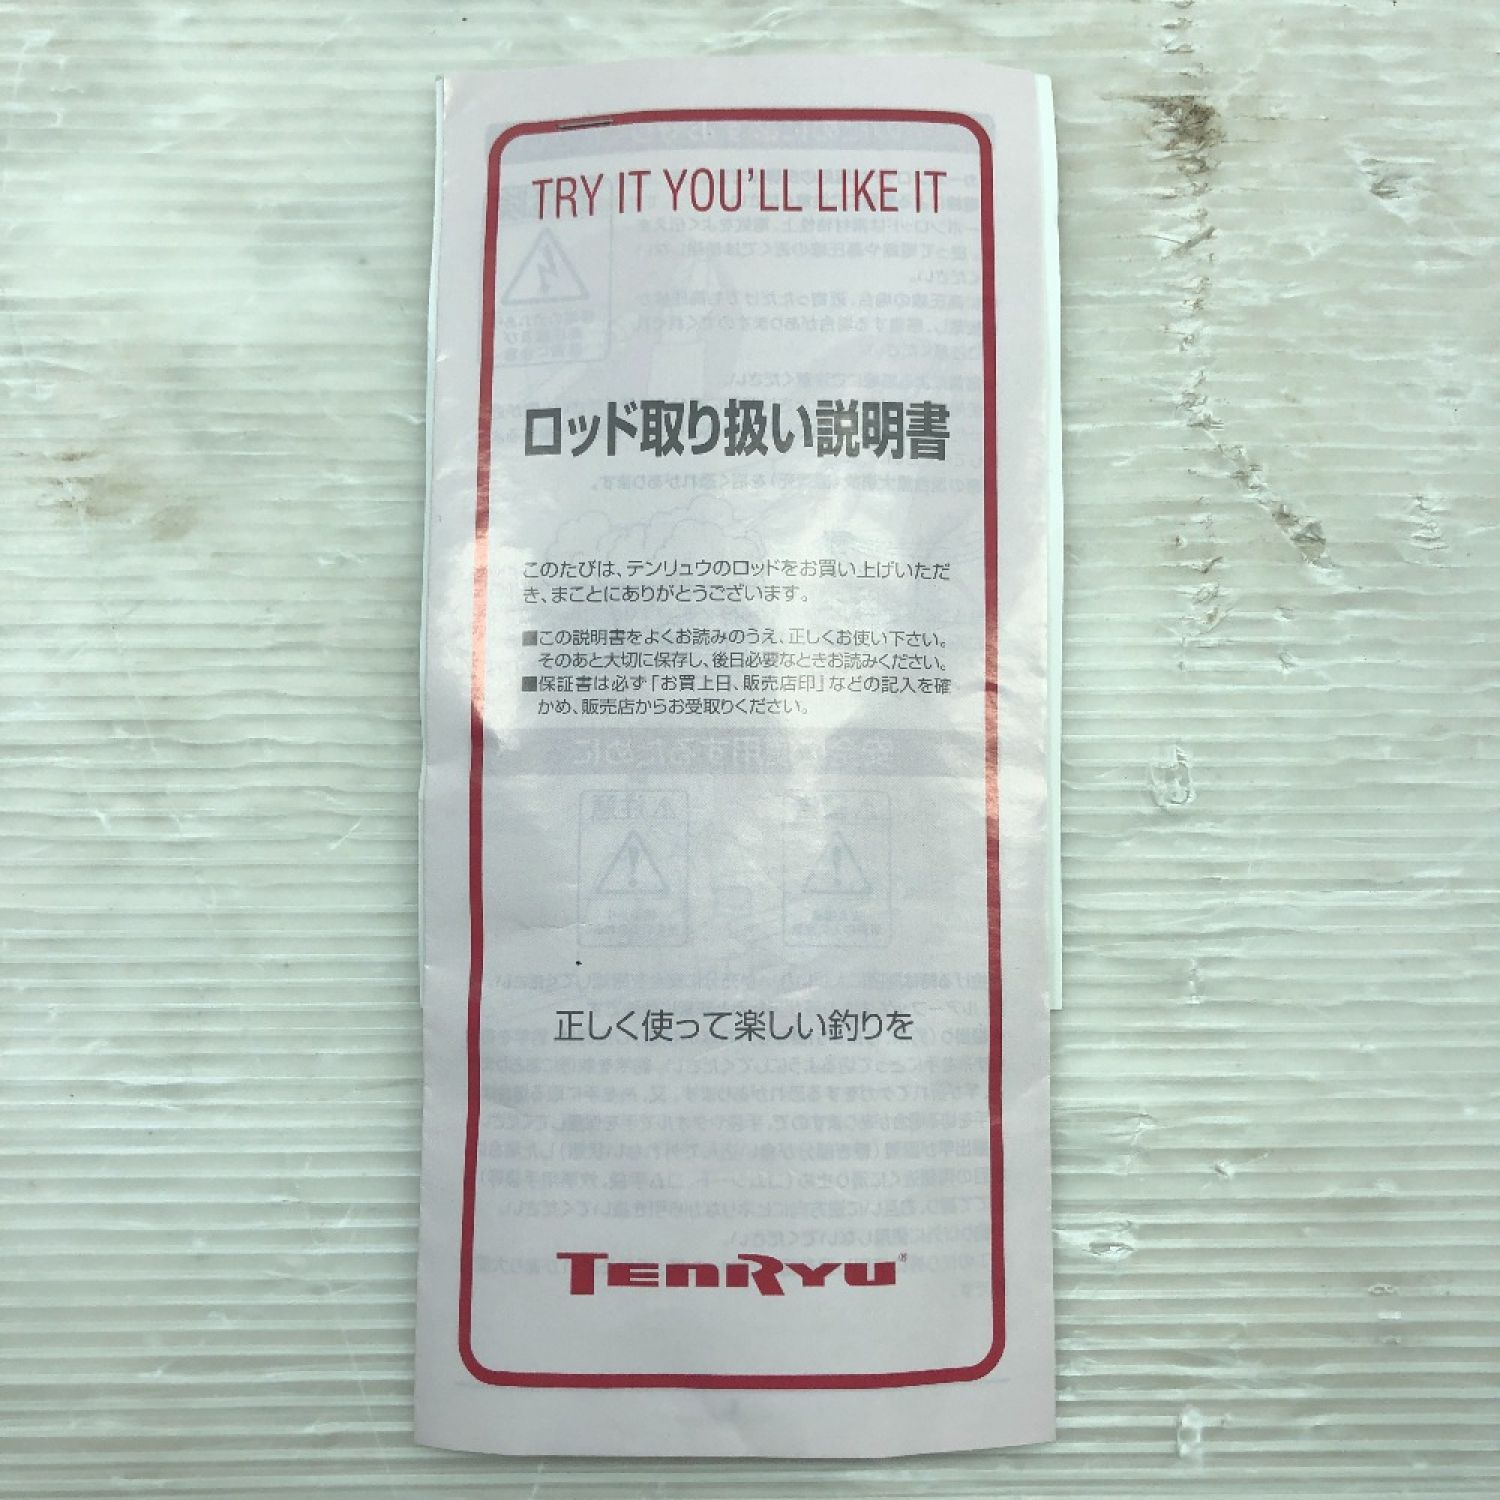 TRY IT YOU'LL LIKE IT
ロッド取り扱い説明書
このたびは、テンリュウのロッドをお買い上げいただ
き、まことにありがとうございます。
■この説明書をよくお読みのうえ、正しくお使い下さい。
そのあと大切に保存し、後日必要なときお読みください。
■保証書は必ず「お買上日、販売店印」などの記入を確
かめ、販売店からお受取りください。
正しく使って楽しい釣りを
TENRYU®